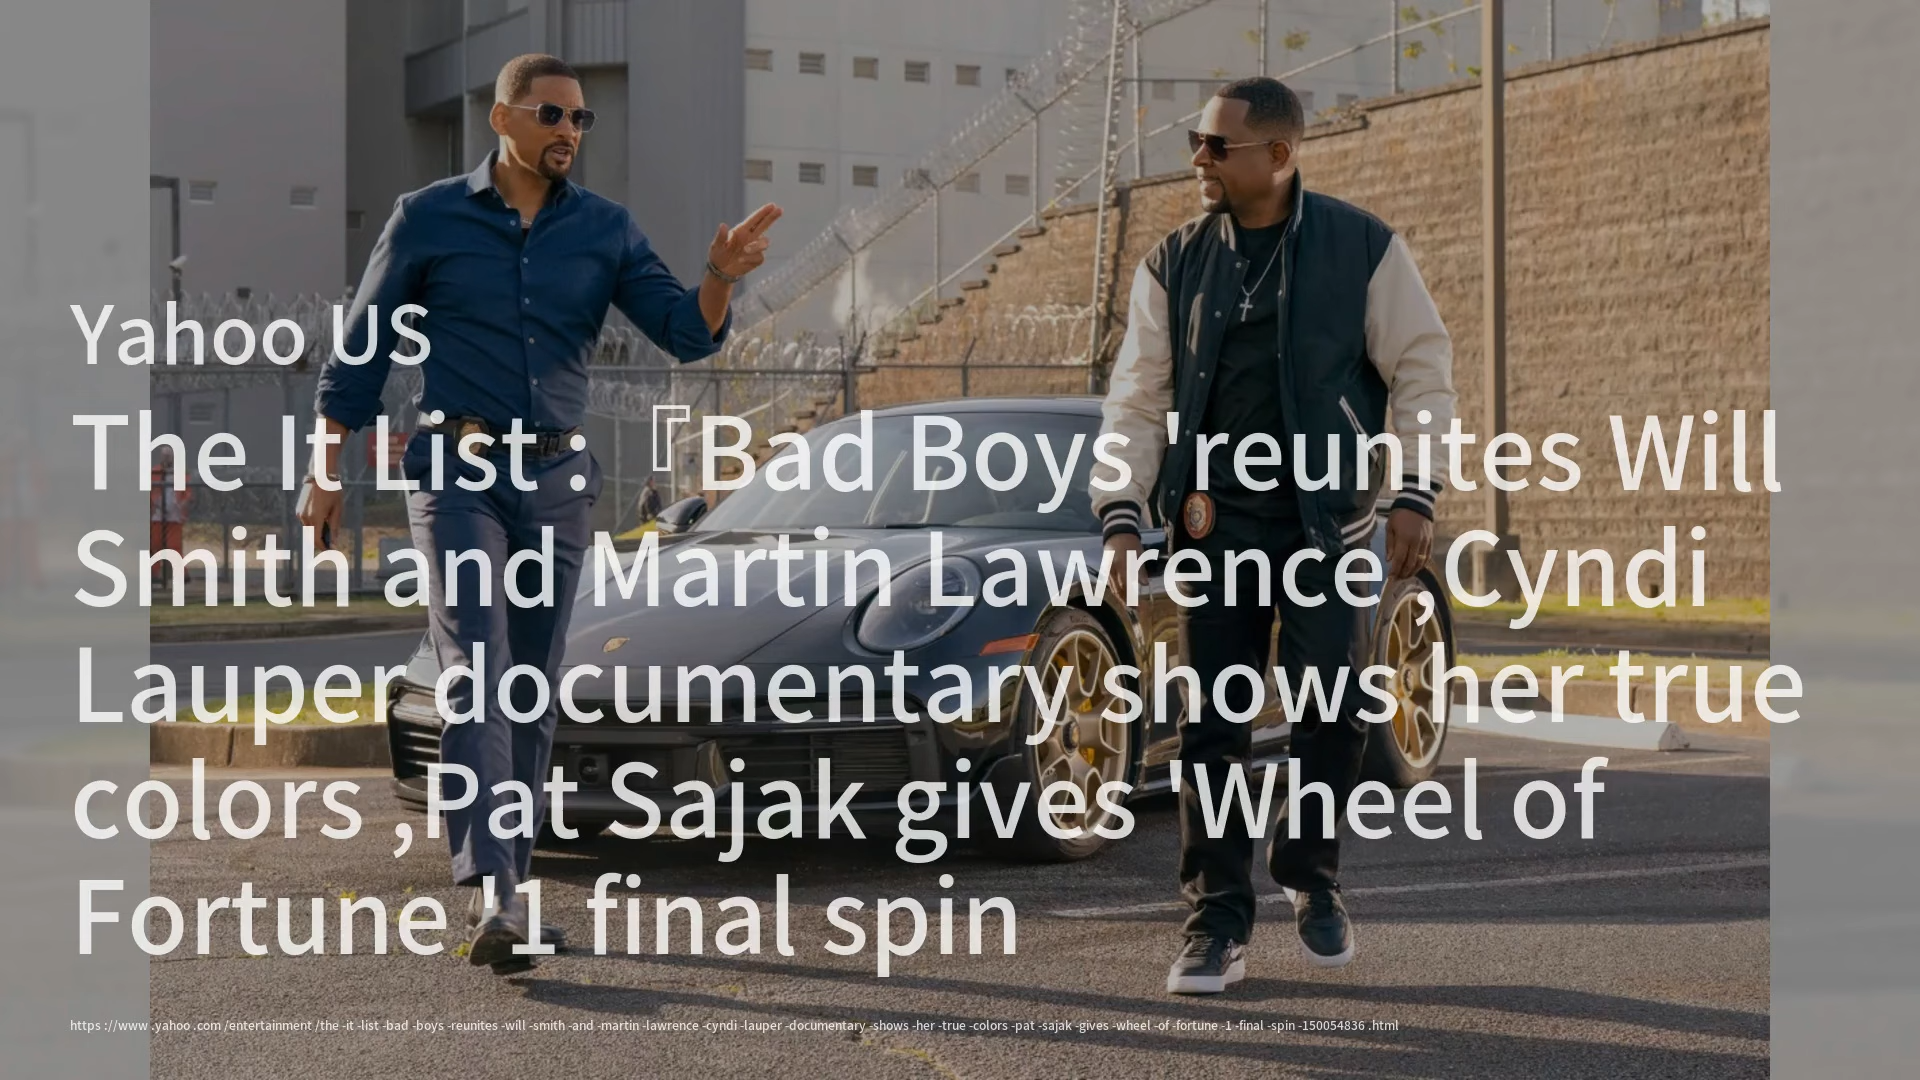 Yahoo US
The It List :『Bad Boys 'reunites Will
Smith and Martin Lawrence ,Cyndi
Lauper documentary shows her true
colors ,Pat Sajak gives 'Wheel of
Fortune '1 final spin
https ://www .yahoo .com /entertainment /the -it -list -bad -boys -reunites -will -smith -and -martin -lawrence -cyndi -lauper -documentary -shows -her -true -colors -pat -sajak -gives -wheel -of -fortune -1 -final -spin -150054836 .html